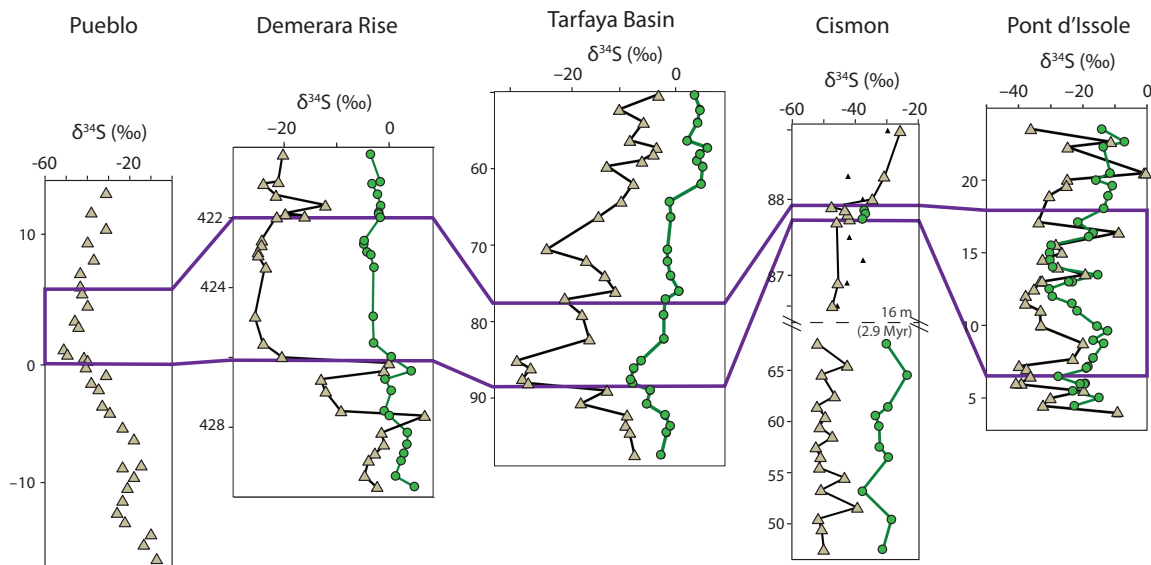 Pueblo
Demerara Rise
Tarfaya Basin
Cismon
Pont d'Issole
δ³⁴S (‰)
−60 −20
10
0
−10
δ³⁴S (‰)
−20 0
422
424
428
δ³⁴S (‰)
−20 0
60
70
80
90
δ³⁴S (‰)
−60 −40 −20
88
87
16 m
(2.9 Myr)
65
60
55
50
δ³⁴S (‰)
−40 −20 0
20
15
10
5